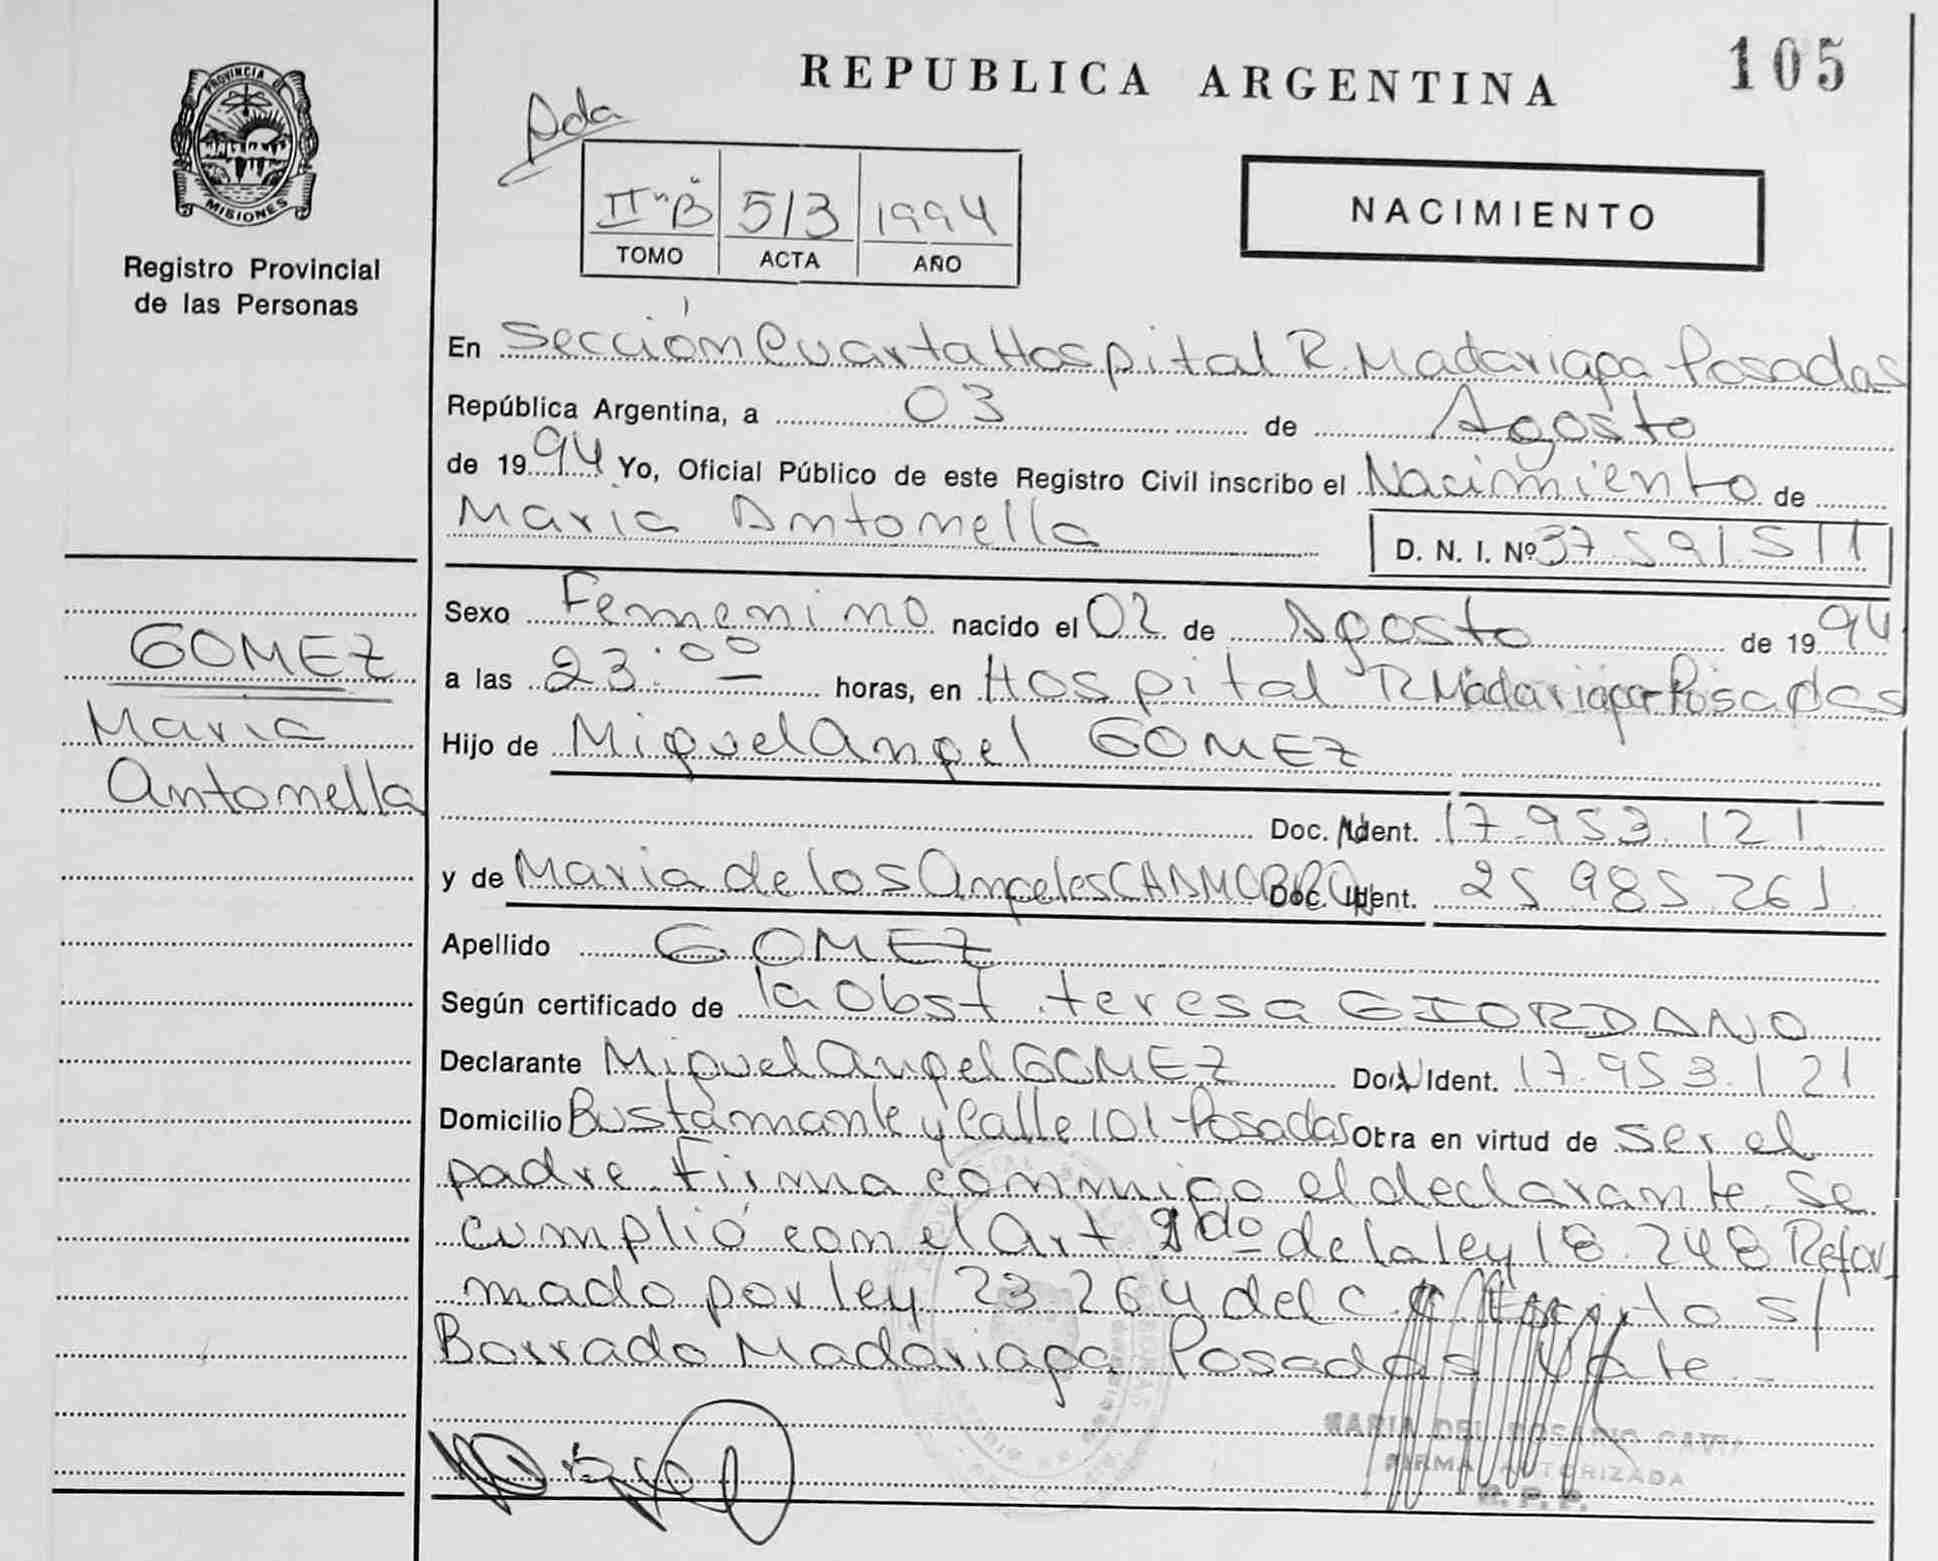 REPUBLICA ARGENTINA
105
PROVINCIA DE
MISIONES
Registro Provincial
de las Personas
II "B" 513 1994
TOMO ACTA AÑO
NACIMIENTO
En Sección Cuarta Hospital R. Madariaga Posadas
República Argentina, a 03 de Agosto
de 1994 Yo, Oficial Público de este Registro Civil inscribo el Nacimiento de
Maria Antonella D. N. I. Nº 37.591.511
Sexo Femenino nacido el 02 de Agosto de 1994
a las 23:00 horas, en Hospital R Madariaga-Posadas
Hijo de Miguel Angel GOMEZ
Doc. Ident. 17.953.121
y de Maria de los Angeles Doc. Ident. 25 985 261
Apellido GOMEZ
Según certificado de la Obst. teresa GIORDANO
Declarante Miguel Angel GOMEZ Doc. Ident. 17.953.121
Domicilio Bustamante y Calle 101-Posadas Obra en virtud de ser el
padre Firma conmigo el declarante Se
cumplió con el Art 2do de la ley 18.248 Refor
mado por ley 23 264 del C. s/
Borrado Madariaga Posadas Vale
GOMEZ
Maria
Antonella
MARIA DEL ROSARIO
FIRMA AUTORIZADA
R. P. P.